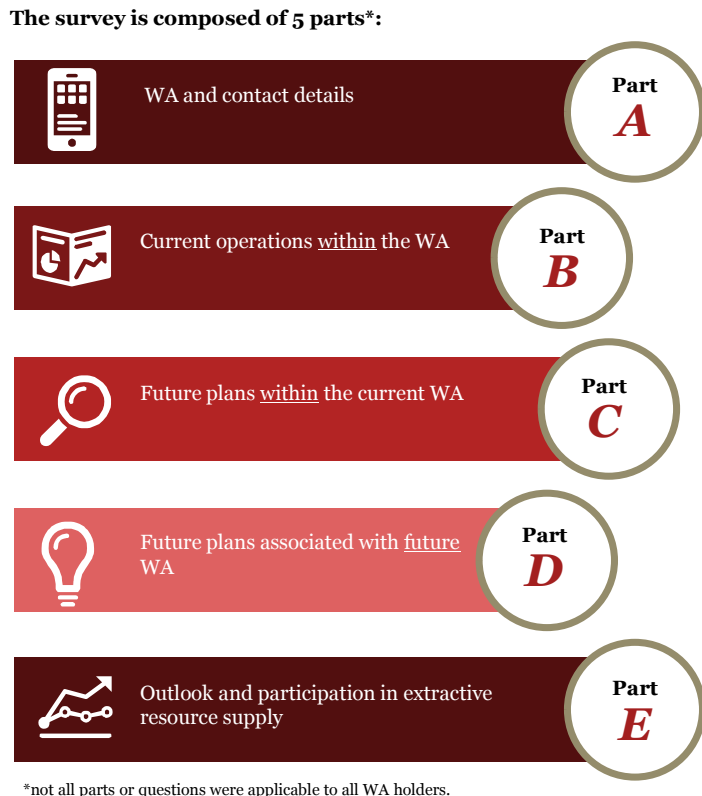 The survey is composed of 5 parts*:
WA and contact details
Part
A
Current operations within the WA
Part
B
Future plans within the current WA
Part
C
Future plans associated with future
WA
Part
D
Outlook and participation in extractive
resource supply
Part
E
*not all parts or questions were applicable to all WA holders.